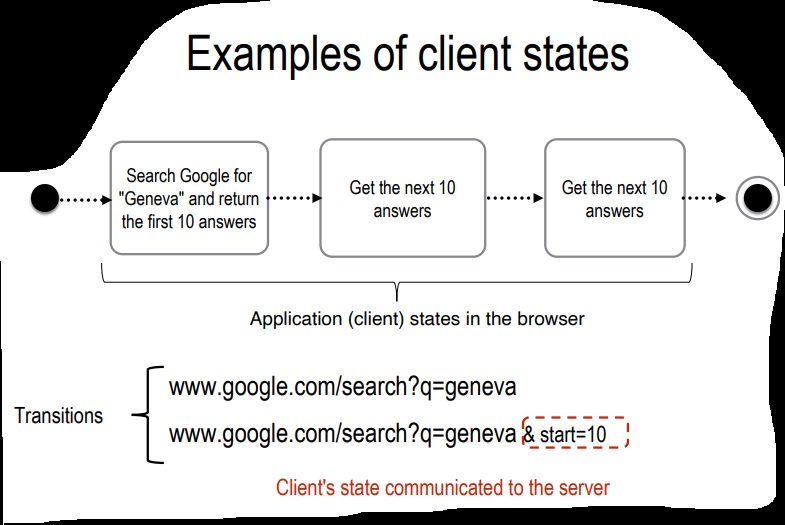 Examples of client states
Search Google for
"Geneva" and return
the first 10 answers
Get the next 10
answers
Get the next 10
answers
Application (client) states in the browser
Transitions
www.google.com/search?q=geneva
www.google.com/search?q=geneva & start=10
Client's state communicated to the server